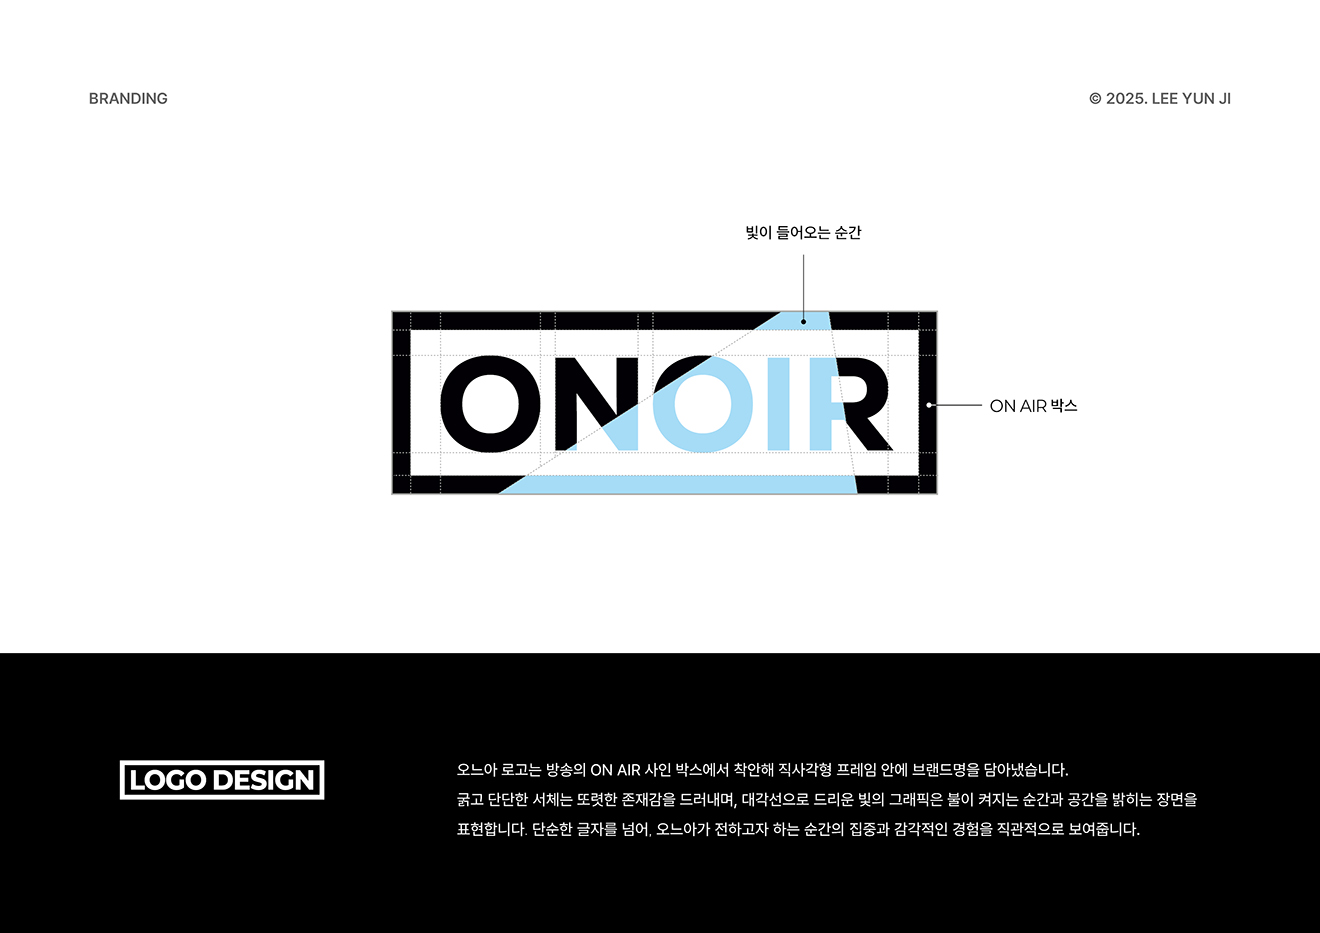 BRANDING
© 2025. LEE YUN JI
빛이 들어오는 순간
ONOIR
ON AIR 박스
LOGO DESIGN
오느아 로고는 방송의 ON AIR 사인 박스에서 착안해 직사각형 프레임 안에 브랜드명을 담아냈습니다.
굵고 단단한 서체는 또렷한 존재감을 드러내며, 대각선으로 드리운 빛의 그래픽은 불이 켜지는 순간과 공간을 밝히는 장면을
표현합니다. 단순한 글자를 넘어, 오느아가 전하고자 하는 순간의 집중과 감각적인 경험을 직관적으로 보여줍니다.